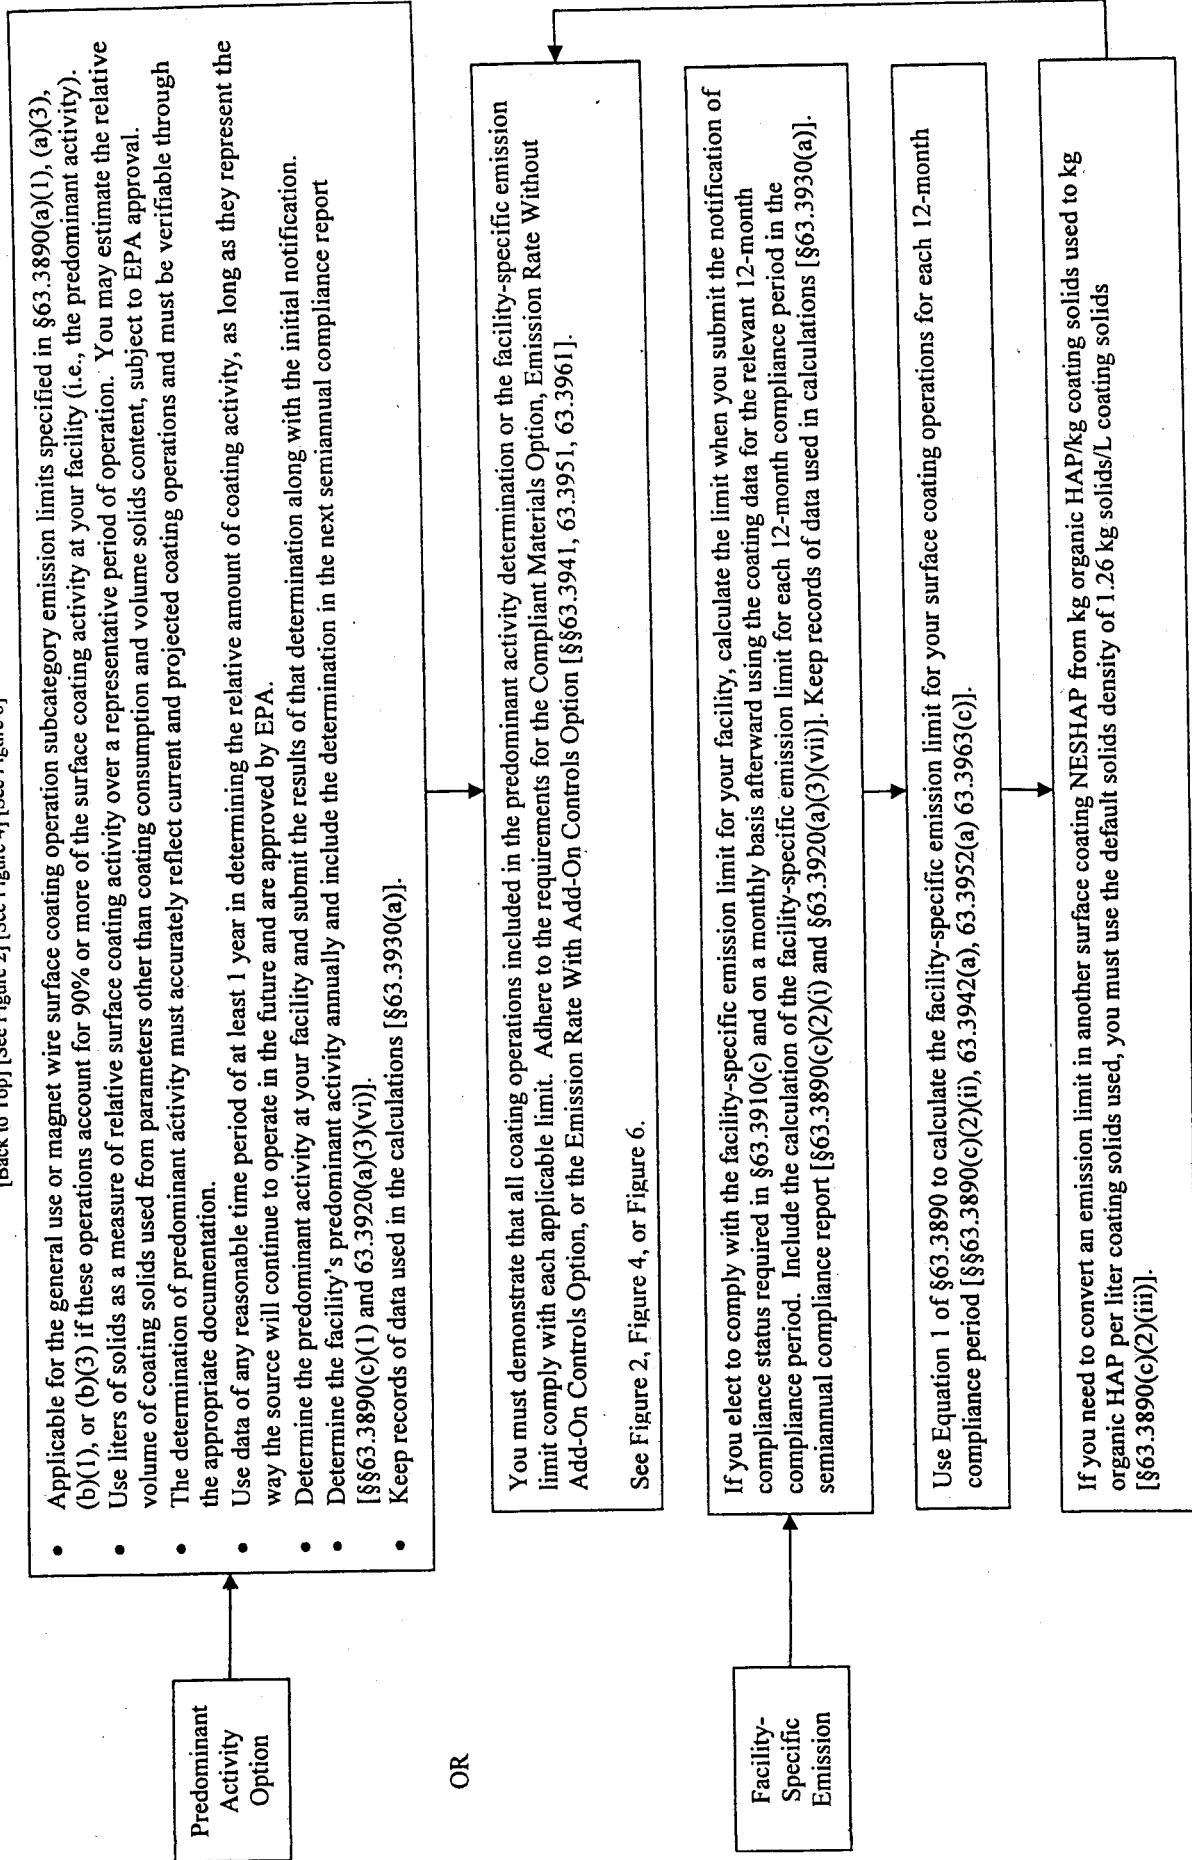 [Back to Top] [See Figure 2] [See Figure 4] [See Figure 6]
Predominant
Activity
Option
• Applicable for the general use or magnet wire surface coating operation subcategory emission limits specified in §63.3890(a)(1), (a)(3),
(b)(1), or (b)(3) if these operations account for 90% or more of the surface coating activity at your facility (i.e., the predominant activity).
• Use liters of solids as a measure of relative surface coating activity over a representative period of operation. You may estimate the relative
volume of coating solids used from parameters other than coating consumption and volume solids content, subject to EPA approval.
• The determination of predominant activity must accurately reflect current and projected coating operations and must be verifiable through
the appropriate documentation.
• Use data of any reasonable time period of at least 1 year in determining the relative amount of coating activity, as long as they represent the
way the source will continue to operate in the future and are approved by EPA.
• Determine the predominant activity at your facility and submit the results of that determination along with the initial notification.
• Determine the facility's predominant activity annually and include the determination in the next semiannual compliance report
[§§63.3890(c)(1) and 63.3920(a)(3)(vi)].
• Keep records of data used in the calculations [§63.3930(a)].
OR
You must demonstrate that all coating operations included in the predominant activity determination or the facility-specific emission
limit comply with each applicable limit. Adhere to the requirements for the Compliant Materials Option, Emission Rate Without
Add-On Controls Option, or the Emission Rate With Add-On Controls Option [§§63.3941, 63.3951, 63.3961].
See Figure 2, Figure 4, or Figure 6.
Facility-
Specific
Emission
If you elect to comply with the facility-specific emission limit for your facility, calculate the limit when you submit the notification of
compliance status required in §63.3910(c) and on a monthly basis afterward using the coating data for the relevant 12-month
compliance period. Include the calculation of the facility-specific emission limit for each 12-month compliance period in the
semiannual compliance report [§63.3890(c)(2)(i) and §63.3920(a)(3)(vii)]. Keep records of data used in calculations [§63.3930(a)].
Use Equation 1 of §63.3890 to calculate the facility-specific emission limit for your surface coating operations for each 12-month
compliance period [§§63.3890(c)(2)(ii), 63.3942(a), 63.3952(a) 63.3963(c)].
If you need to convert an emission limit in another surface coating NESHAP from kg organic HAP/kg coating solids used to kg
organic HAP per liter coating solids used, you must use the default solids density of 1.26 kg solids/L coating solids
[§63.3890(c)(2)(iii)].